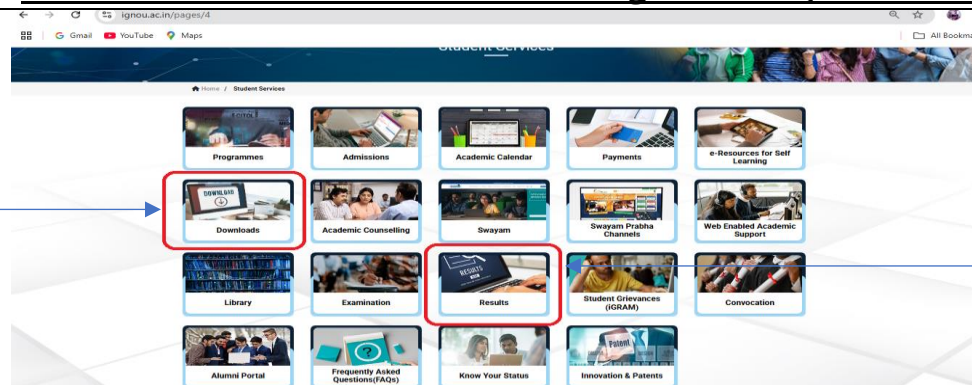 ignou.ac.in/pages/4
Gmail YouTube Maps All Bookma
Student Services
Home / Student Services
Programmes
Admissions
Academic Calendar
Payments
e-Resources for Self
Learning
DOWNLOAD
Downloads
Academic Counselling
Swayam
Swayam Prabha
Channels
Web Enabled Academic
Support
Library
Examination
RESULTS
Results
Student Grievances
(iGRAM)
Convocation
Alumni Portal
?
Frequently Asked
Questions(FAQs)
Know Your Status
Patent
Innovation & Patents